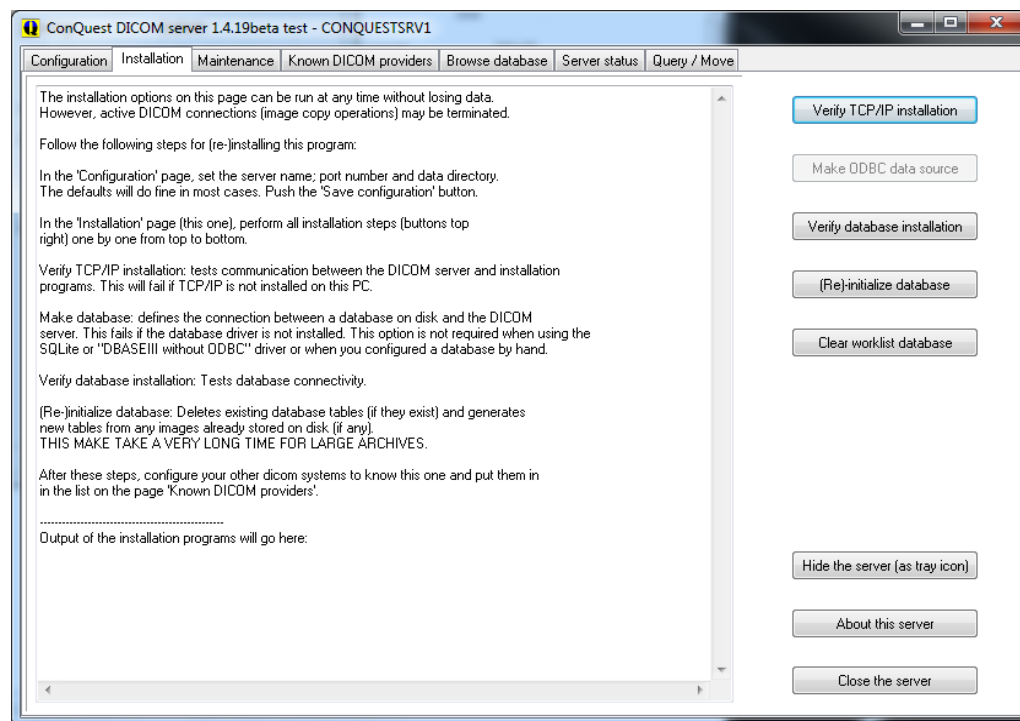 ConQuest DICOM server 1.4.19beta test - CONQUESTSRV1
Configuration Installation Maintenance Known DICOM providers Browse database Server status Query / Move
The installation options on this page can be run at any time without losing data.
However, active DICOM connections (image copy operations) may be terminated.
Follow the following steps for (re-)installing this program:
In the 'Configuration' page, set the server name; port number and data directory.
The defaults will do fine in most cases. Push the 'Save configuration' button.
In the 'Installation' page (this one), perform all installation steps (buttons top
right) one by one from top to bottom.
Verify TCP/IP installation: tests communication between the DICOM server and installation
programs. This will fail if TCP/IP is not installed on this PC.
Make database: defines the connection between a database on disk and the DICOM
server. This fails if the database driver is not installed. This option is not required when using the
SQLite or "DBASEIII without ODBC" driver or when you configured a database by hand.
Verify database installation: Tests database connectivity.
(Re-)initialize database: Deletes existing database tables (if they exist) and generates
new tables from any images already stored on disk (if any).
THIS MAKE TAKE A VERY LONG TIME FOR LARGE ARCHIVES.
After these steps, configure your other dicom systems to know this one and put them in
in the list on the page 'Known DICOM providers'.
--------------------------------------------------
Output of the installation programs will go here:
Verify TCP/IP installation
Make ODBC data source
Verify database installation
(Re)-initialize database
Clear worklist database
Hide the server (as tray icon)
About this server
Close the server